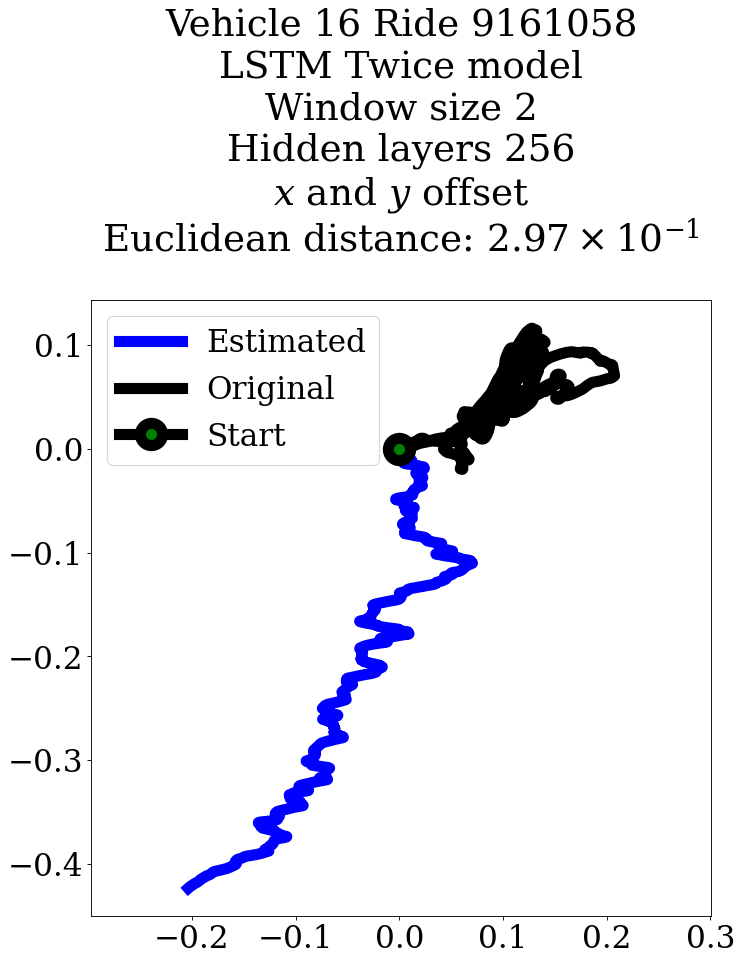 Vehicle 16 Ride 9161058
LSTM Twice model
Window size 2
Hidden layers 256
x and y offset
Euclidean distance: 2.97 × 10⁻¹
Estimated
Original
Start
0.1
0.0
−0.1
−0.2
−0.3
−0.4
−0.2 −0.1 0.0 0.1 0.2 0.3